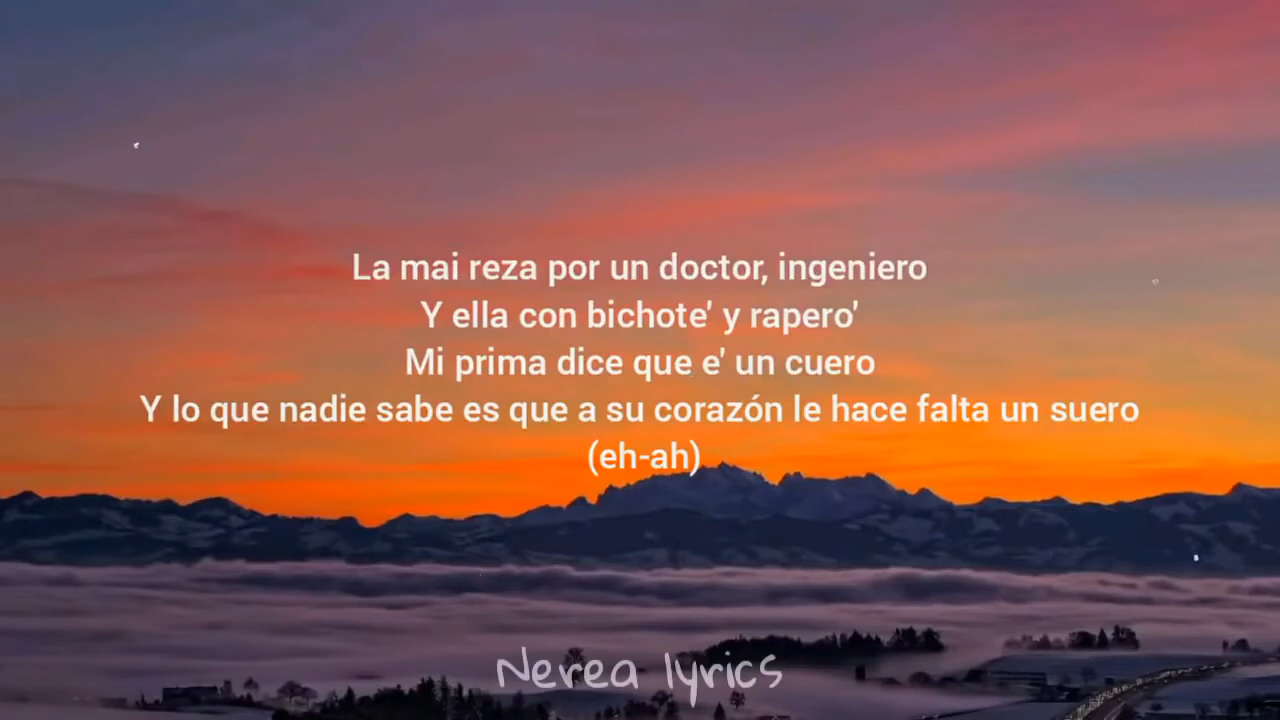 La mai reza por un doctor, ingeniero
Y ella con bichote' y rapero'
Mi prima dice que e' un cuero
Y lo que nadie sabe es que a su corazón le hace falta un suero
(eh-ah)
Nerea lyrics